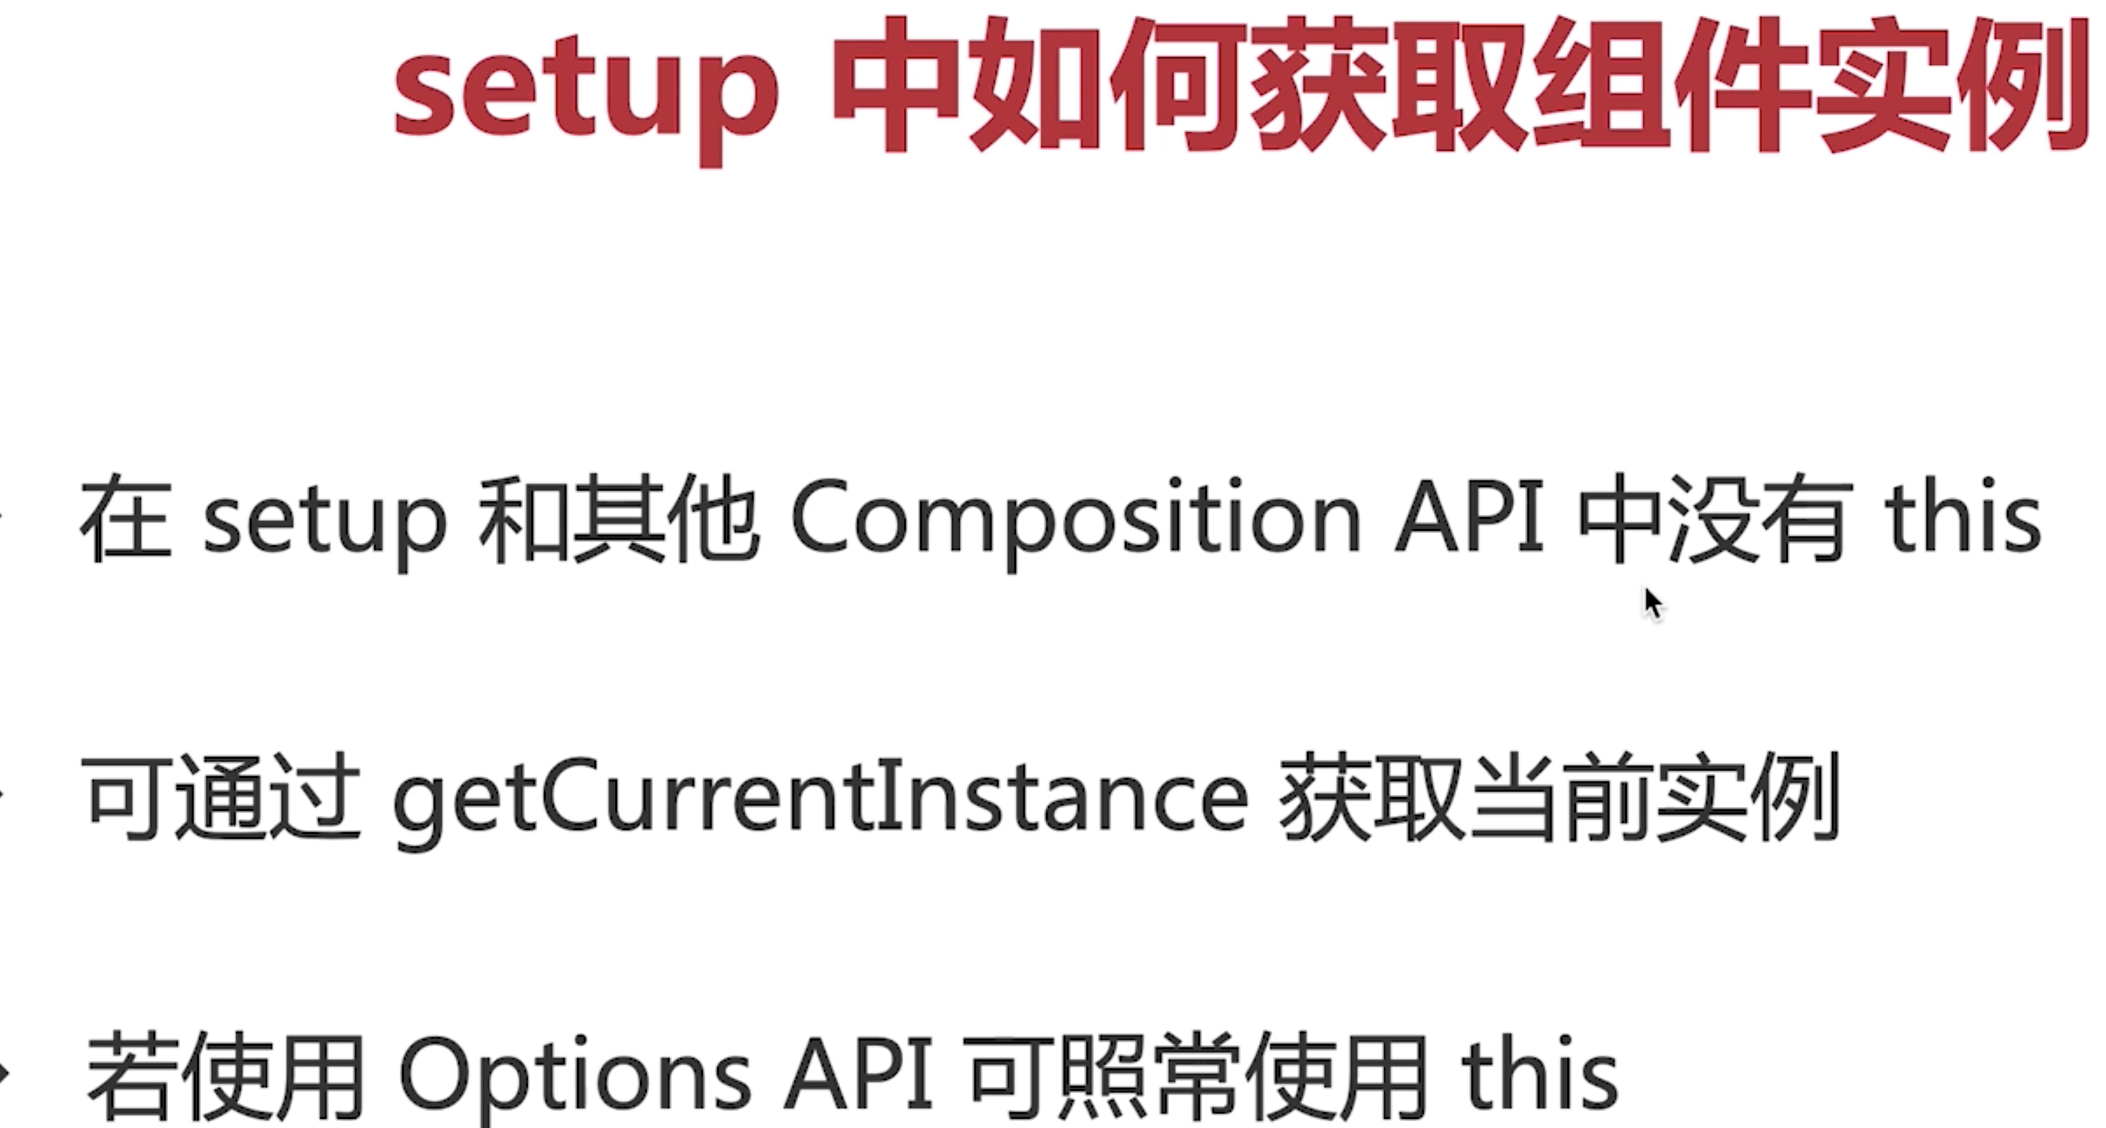 setup 中如何获取组件实例
在 setup 和其他 Composition API 中没有 this
可通过 getCurrentInstance 获取当前实例
若使用 Options API 可照常使用 this